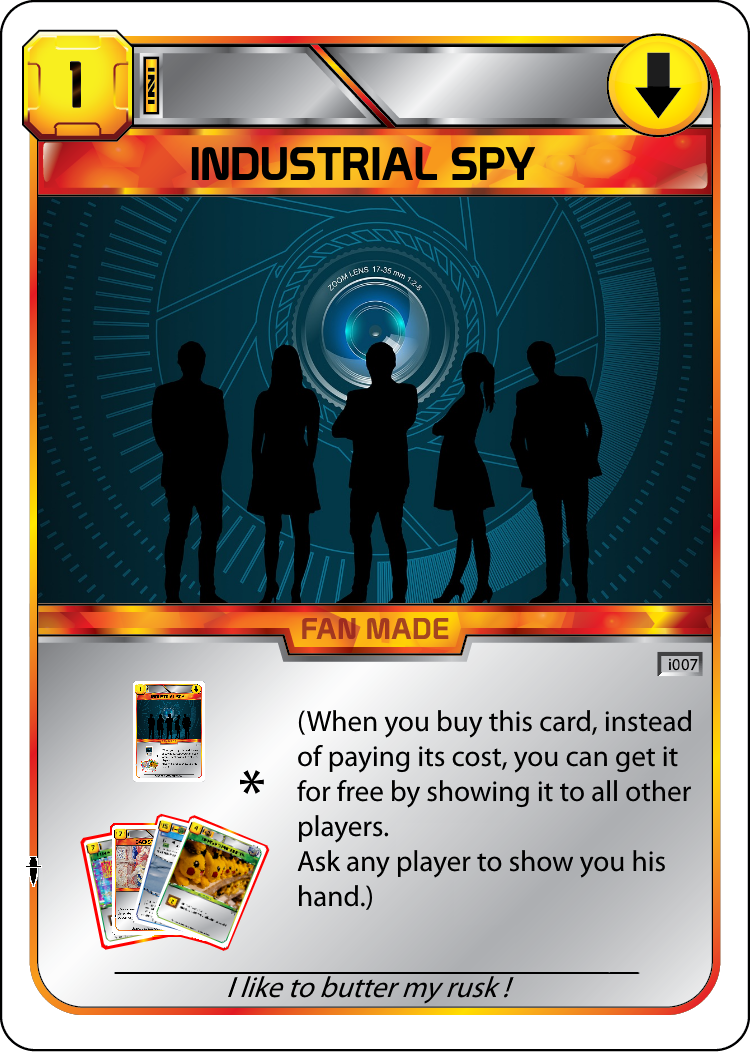 1
INDUSTRIAL SPY
ZOOM LENS 17-35 mm 1:2-8
FAN MADE
i007
(When you buy this card, instead
of paying its cost, you can get it
for free by showing it to all other
players.
Ask any player to show you his
hand.)
*
I like to butter my rusk !